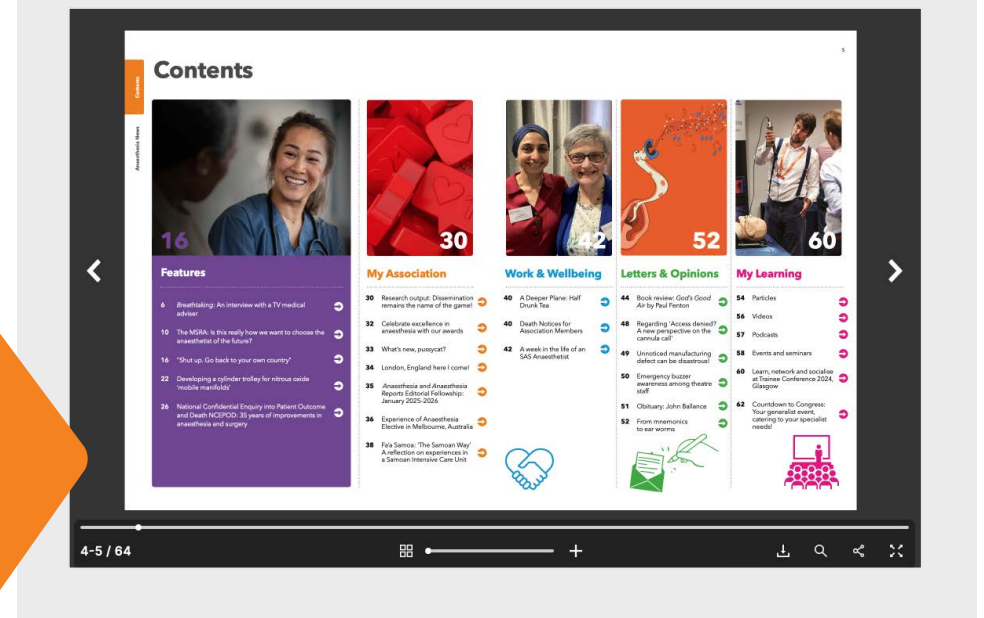 5
Contents
Contents
Anaesthesia News
16
30
42
52
60
Features
6 Breathtaking: An interview with a TV medical
adviser
10 The MSRA: Is this really how we want to choose the
anaesthetist of the future?
16 "Shut up. Go back to your own country"
22 Developing a cylinder trolley for nitrous oxide
'mobile manifolds'
26 National Confidential Enquiry into Patient Outcome
and Death NCEPOD: 35 years of improvements in
anaesthesia and surgery
My Association
30 Research output: Dissemination
remains the name of the game!
32 Celebrate excellence in
anaesthesia with our awards
33 What's new, pussycat?
34 London, England here I come!
35 Anaesthesia and Anaesthesia
Reports Editorial Fellowship:
January 2025-2026
36 Experience of Anaesthesia
Elective in Melbourne, Australia
38 Fa'a Samoa: 'The Samoan Way'
A reflection on experiences in
a Samoan Intensive Care Unit
Work & Wellbeing
40 A Deeper Plane: Half
Drunk Tea
40 Death Notices for
Association Members
42 A week in the life of an
SAS Anaesthetist
Letters & Opinions
44 Book review: God's Good
Air by Paul Fenton
48 Regarding 'Access denied?
A new perspective on the
cannula call'
49 Unnoticed manufacturing
defect can be disastrous!
50 Emergency buzzer
awareness among theatre
staff
51 Obituary: John Ballance
52 From mnemonics
to ear worms
My Learning
54 Particles
56 Videos
57 Podcasts
58 Events and seminars
60 Learn, network and socialise
at Trainee Conference 2024,
Glasgow
62 Countdown to Congress:
Your generalist event,
catering to your specialist
needs!
4-5 / 64